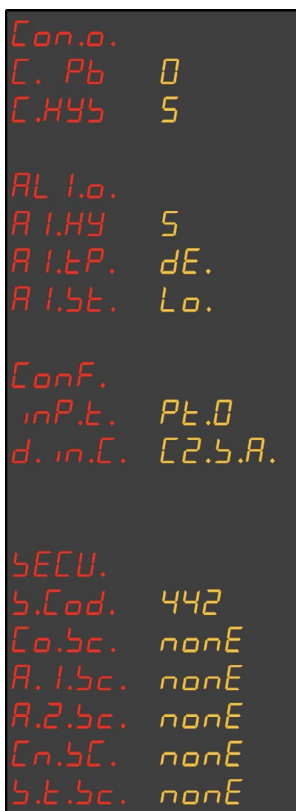 Con.o.
C. Pb 0
C.HYS 5
AL 1.o.
A 1.HY 5
A 1.tP. dE.
A 1.St. Lo.
ConF.
inP.t. Pt.0
d. in.C. C2.S.A.
SECU.
S.Cod. 442
Co.Sc. nonE
A.1.Sc. nonE
A.2.Sc. nonE
Cn.SC. nonE
S.t.Sc. nonE